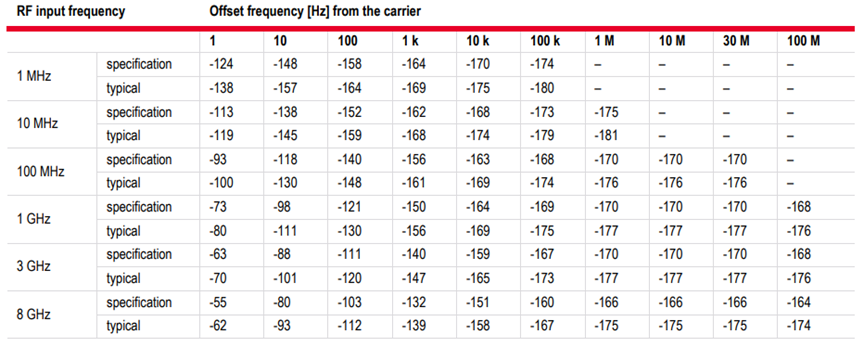 RF input frequency Offset frequency [Hz] from the carrier
1 10 100 1 k 10 k 100 k 1 M 10 M 30 M 100 M
1 MHz
specification -124 -148 -158 -164 -170 -174 – – – –
typical -138 -157 -164 -169 -175 -180 – – – –
10 MHz
specification -113 -138 -152 -162 -168 -173 -175 – – –
typical -119 -145 -159 -168 -174 -179 -181 – – –
100 MHz
specification -93 -118 -140 -156 -163 -168 -170 -170 -170 –
typical -100 -130 -148 -161 -169 -174 -176 -176 -176 –
1 GHz
specification -73 -98 -121 -150 -164 -169 -170 -170 -170 -168
typical -80 -111 -130 -156 -169 -175 -177 -177 -177 -176
3 GHz
specification -63 -88 -111 -140 -159 -167 -170 -170 -170 -168
typical -70 -101 -120 -147 -165 -173 -177 -177 -177 -176
8 GHz
specification -55 -80 -103 -132 -151 -160 -166 -166 -166 -164
typical -62 -93 -112 -139 -158 -167 -175 -175 -175 -174